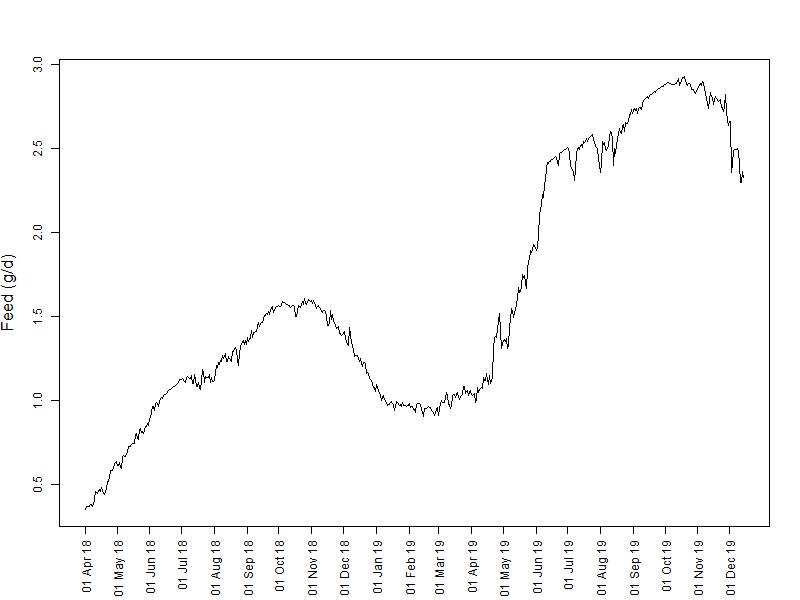 3.0
2.5
2.0
1.5
1.0
0.5
Feed (g/d)
01 Apr 18
01 May 18
01 Jun 18
01 Jul 18
01 Aug 18
01 Sep 18
01 Oct 18
01 Nov 18
01 Dec 18
01 Jan 19
01 Feb 19
01 Mar 19
01 Apr 19
01 May 19
01 Jun 19
01 Jul 19
01 Aug 19
01 Sep 19
01 Oct 19
01 Nov 19
01 Dec 19